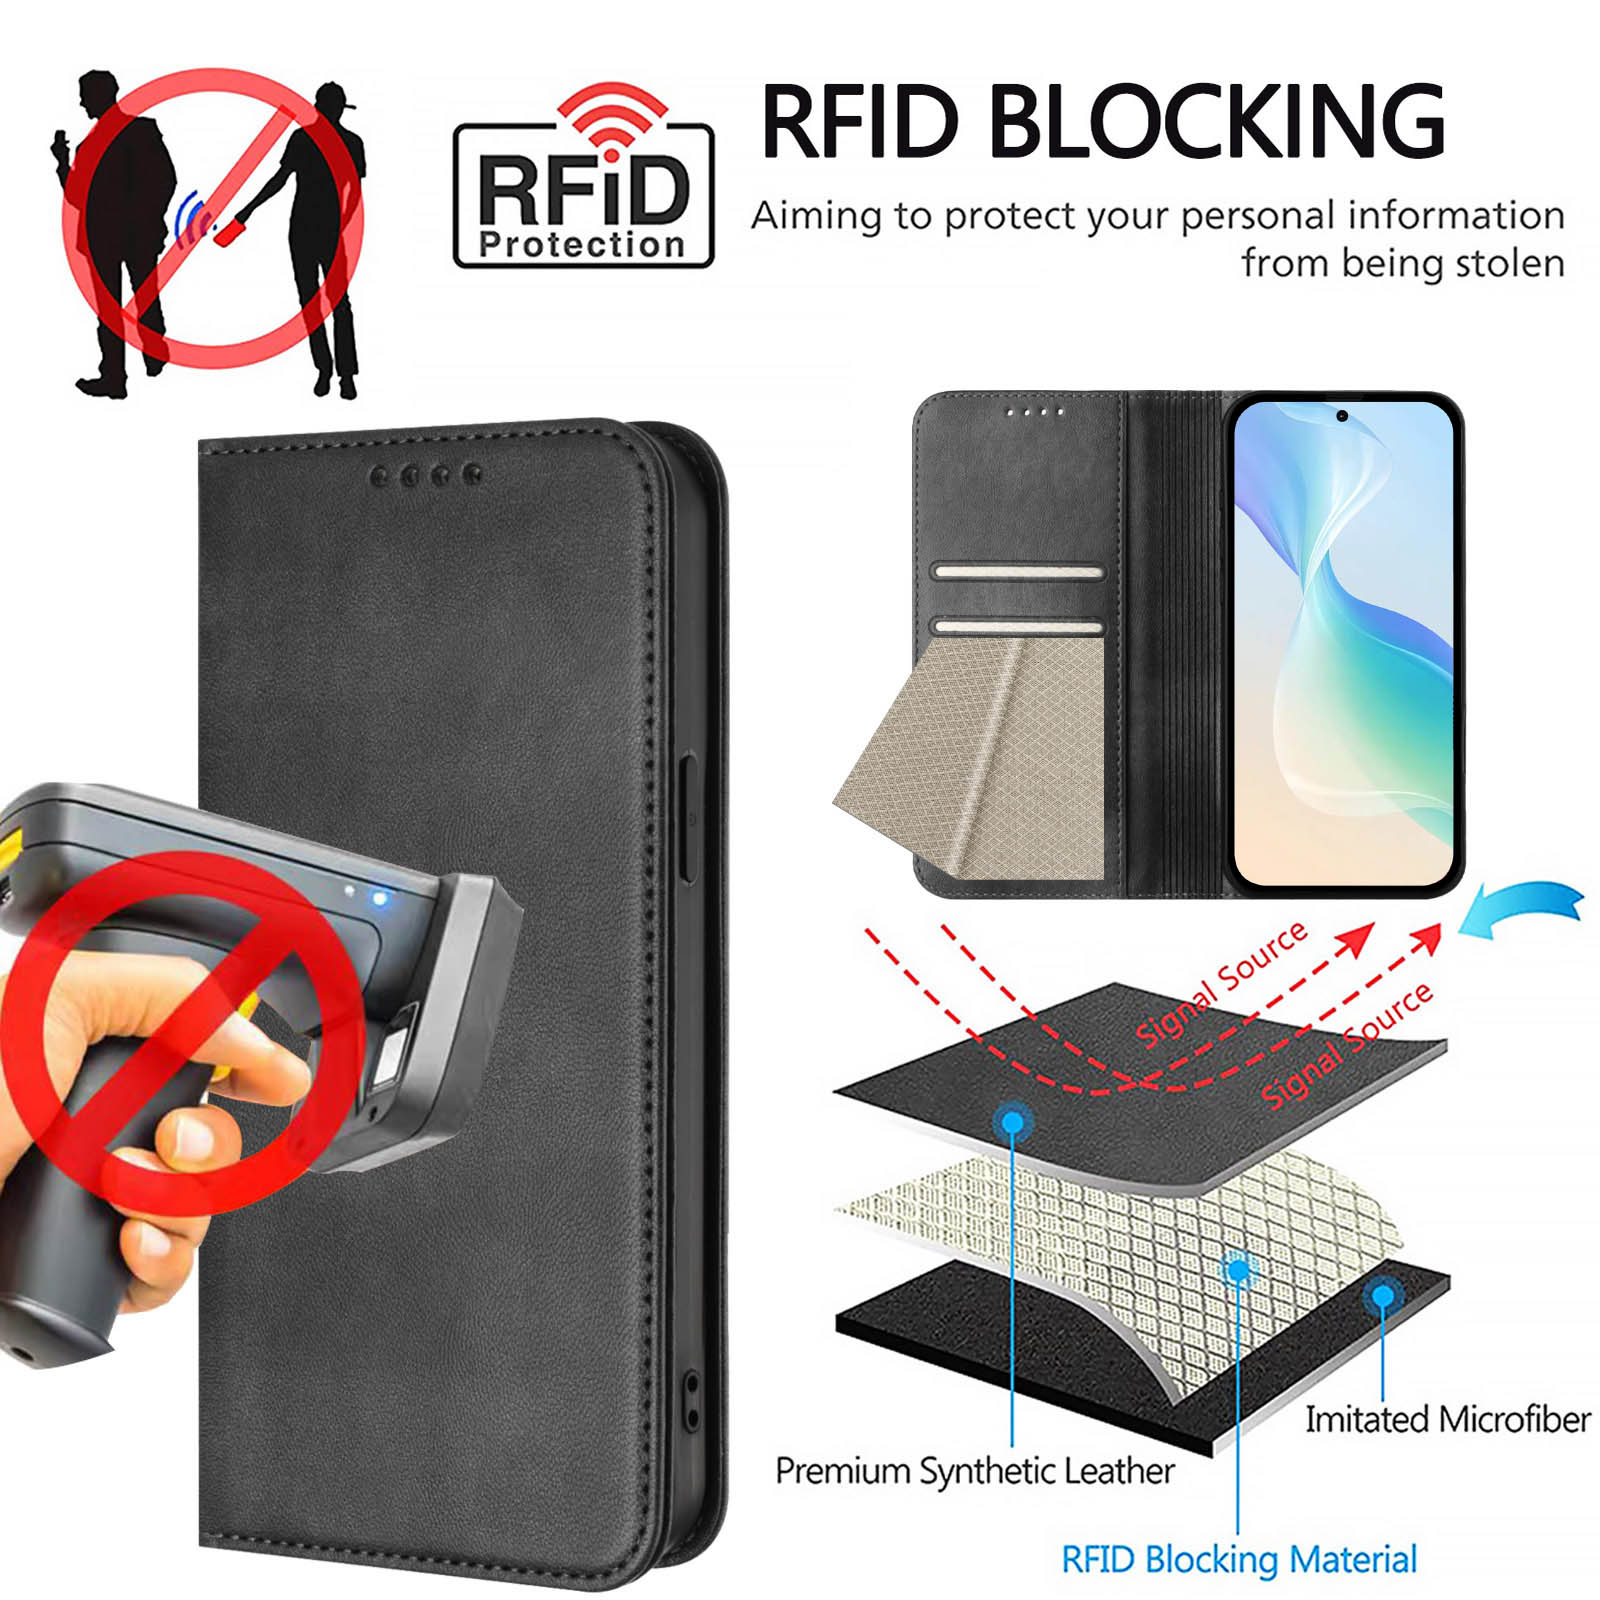 RFiD
Protection
RFID BLOCKING
Aiming to protect your personal information
from being stolen
Signal Source
Signal Source
Imitated Microfiber
Premium Synthetic Leather
RFID Blocking Material